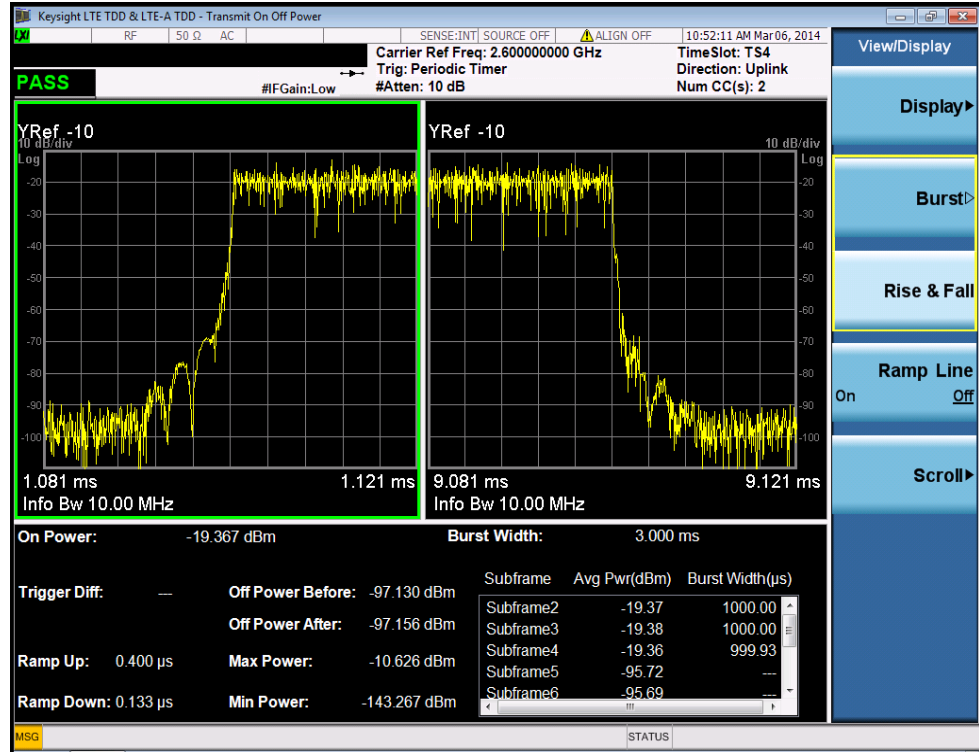 Keysight LTE TDD & LTE-A TDD - Transmit On Off Power
LXI RF 50 Ω AC SENSE:INT SOURCE OFF ALIGN OFF 10:52:11 AM Mar 06, 2014
Carrier Ref Freq: 2.600000000 GHz TimeSlot: TS4
Trig: Periodic Timer Direction: Uplink
PASS #IFGain:Low #Atten: 10 dB Num CC(s): 2
YRef -10
10 dB/div
Log
-20
-30
-40
-50
-60
-70
-80
-90
-100
1.081 ms 1.121 ms
Info Bw 10.00 MHz
YRef -10
10 dB/div
Log
-20
-30
-40
-50
-60
-70
-80
-90
-100
9.081 ms 9.121 ms
Info Bw 10.00 MHz
On Power: -19.367 dBm Burst Width: 3.000 ms
Trigger Diff: --- Off Power Before: -97.130 dBm
Off Power After: -97.156 dBm
Ramp Up: 0.400 µs Max Power: -10.626 dBm
Ramp Down: 0.133 µs Min Power: -143.267 dBm
Subframe Avg Pwr(dBm) Burst Width(µs)
Subframe2 -19.37 1000.00
Subframe3 -19.38 1000.00
Subframe4 -19.36 999.93
Subframe5 -95.72 ---
Subframe6 -95.69 ---
MSG STATUS
View/Display
Display
Burst
Rise & Fall
Ramp Line
On Off
Scroll